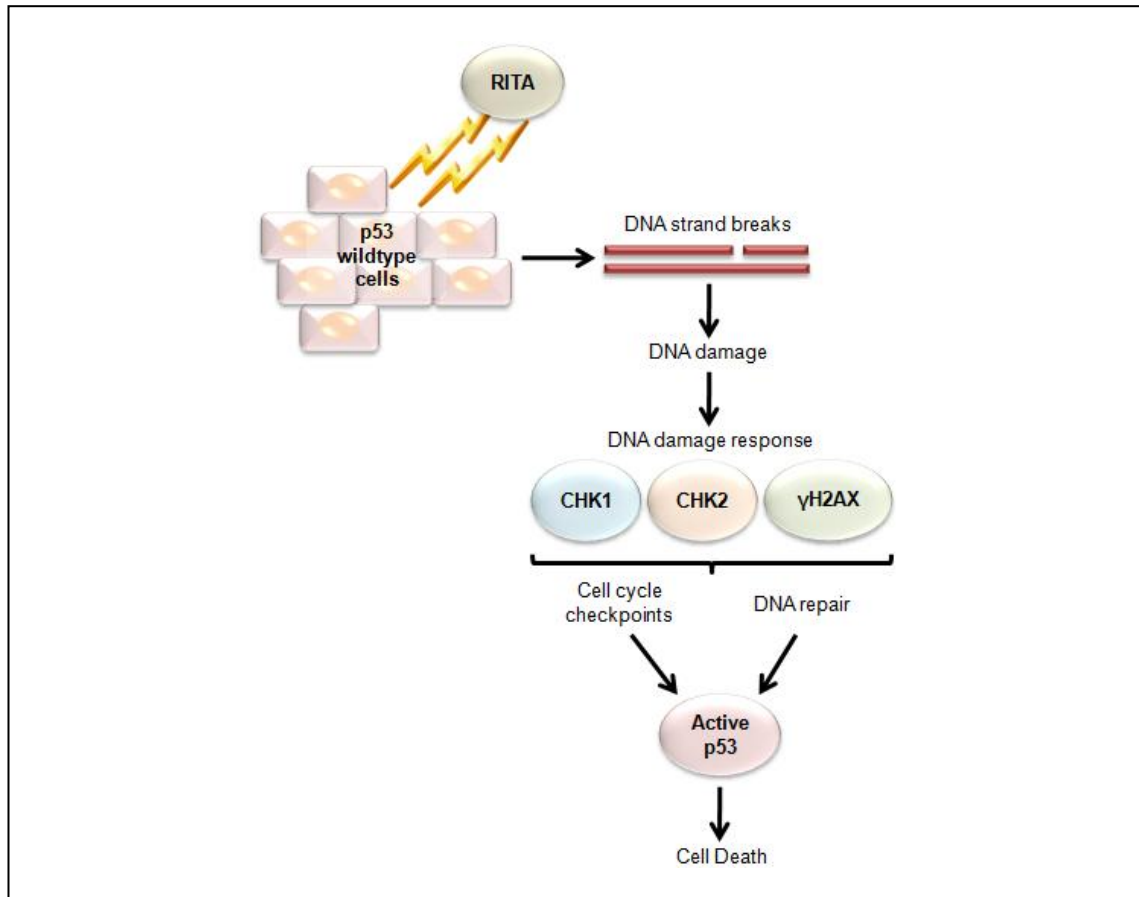 RITA
p53
wildtype
cells
DNA strand breaks
DNA damage
DNA damage response
CHK1
CHK2
γH2AX
Cell cycle
checkpoints
DNA repair
Active
p53
Cell Death